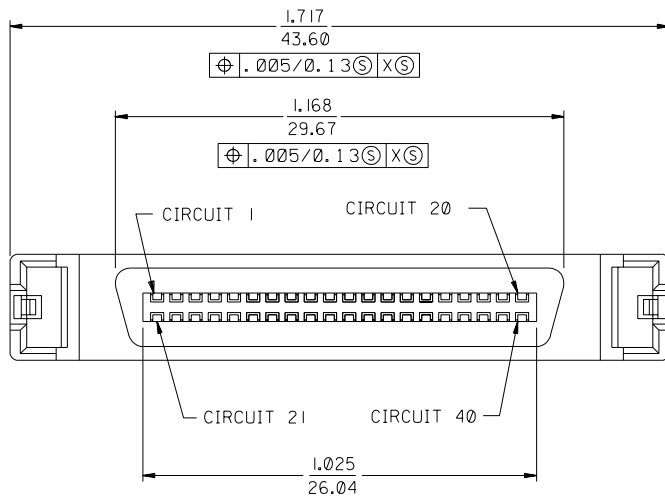 1.717
43.60
⌖ .005/0.13Ⓢ XⓈ
1.168
29.67
⌖ .005/0.13Ⓢ XⓈ
CIRCUIT 1
CIRCUIT 20
CIRCUIT 21
CIRCUIT 40
1.025
26.04